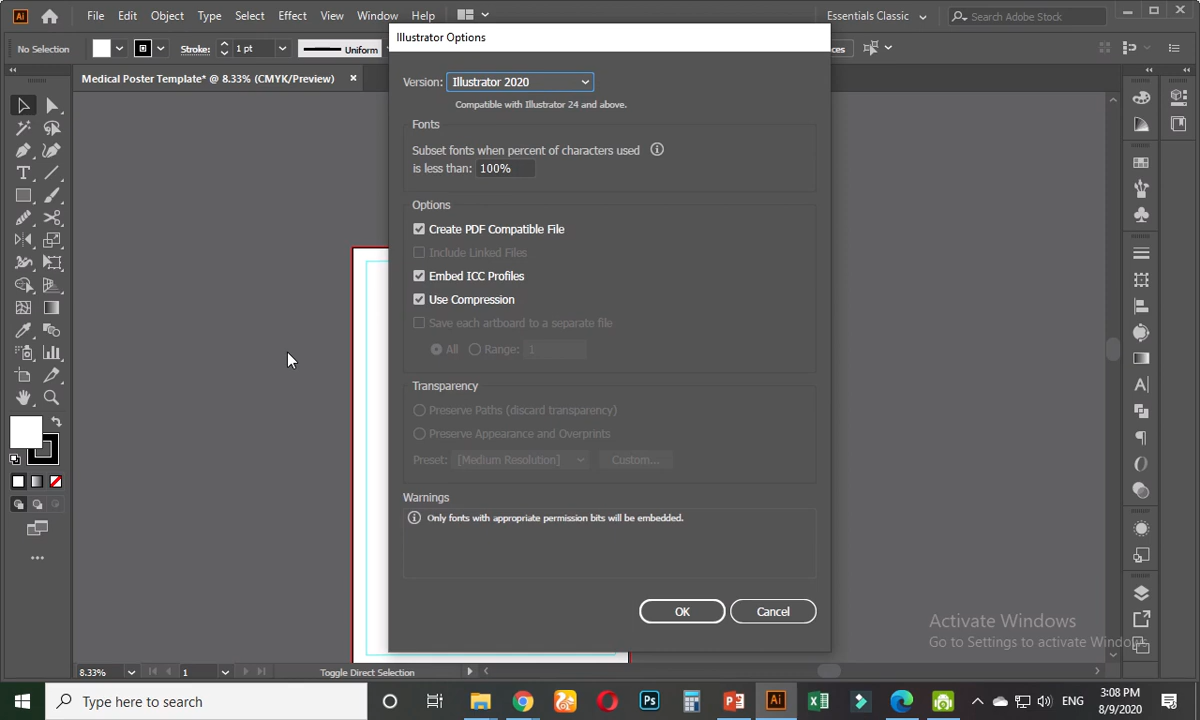 Ai File Edit Object Type Select Effect View Window Help Essentials Classic Search Adobe Stock
Illustrator Options
No Selection Stroke: 1 pt Uniform ces
Medical Poster Template* @ 8.33% (CMYK/Preview) ×
Version: Illustrator 2020
Compatible with Illustrator 24 and above.
Fonts
Subset fonts when percent of characters used
is less than: 100%
Options
Create PDF Compatible File
Include Linked Files
Embed ICC Profiles
Use Compression
Save each artboard to a separate file
All Range: 1
Transparency
Preserve Paths (discard transparency)
Preserve Appearance and Overprints
Preset: [Medium Resolution] Custom...
Warnings
Only fonts with appropriate permission bits will be embedded.
OK Cancel
Activate Windows
Go to Settings to activate Windows.
8.33% 1 Toggle Direct Selection
Type here to search Ps Ai ENG 3:08 PM
8/9/2020